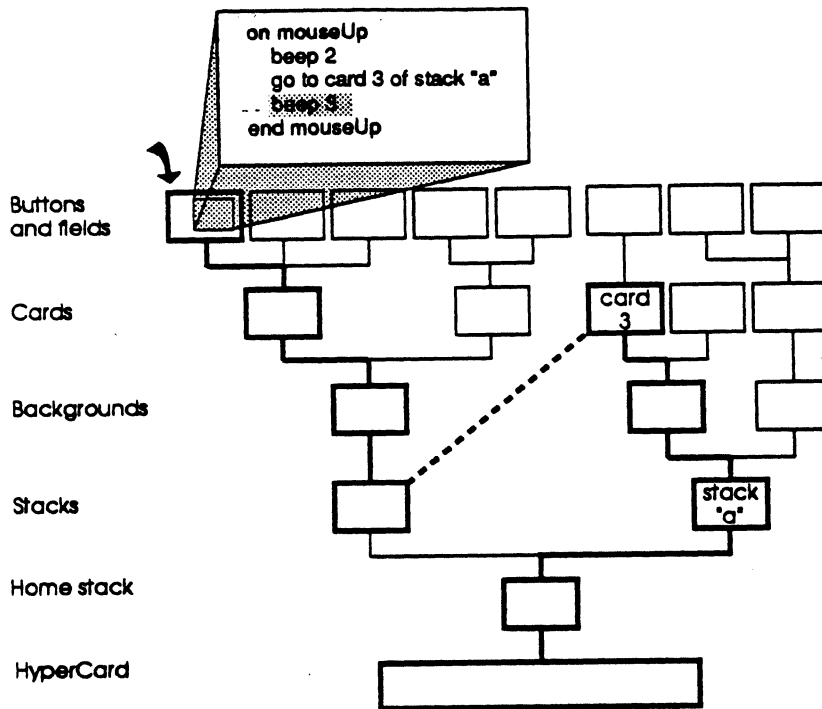 on mouseUp
beep 2
go to card 3 of stack "a"
beep 3
end mouseUp
Buttons
and fields
Cards
card
3
Backgrounds
Stacks
stack
"a"
Home stack
HyperCard